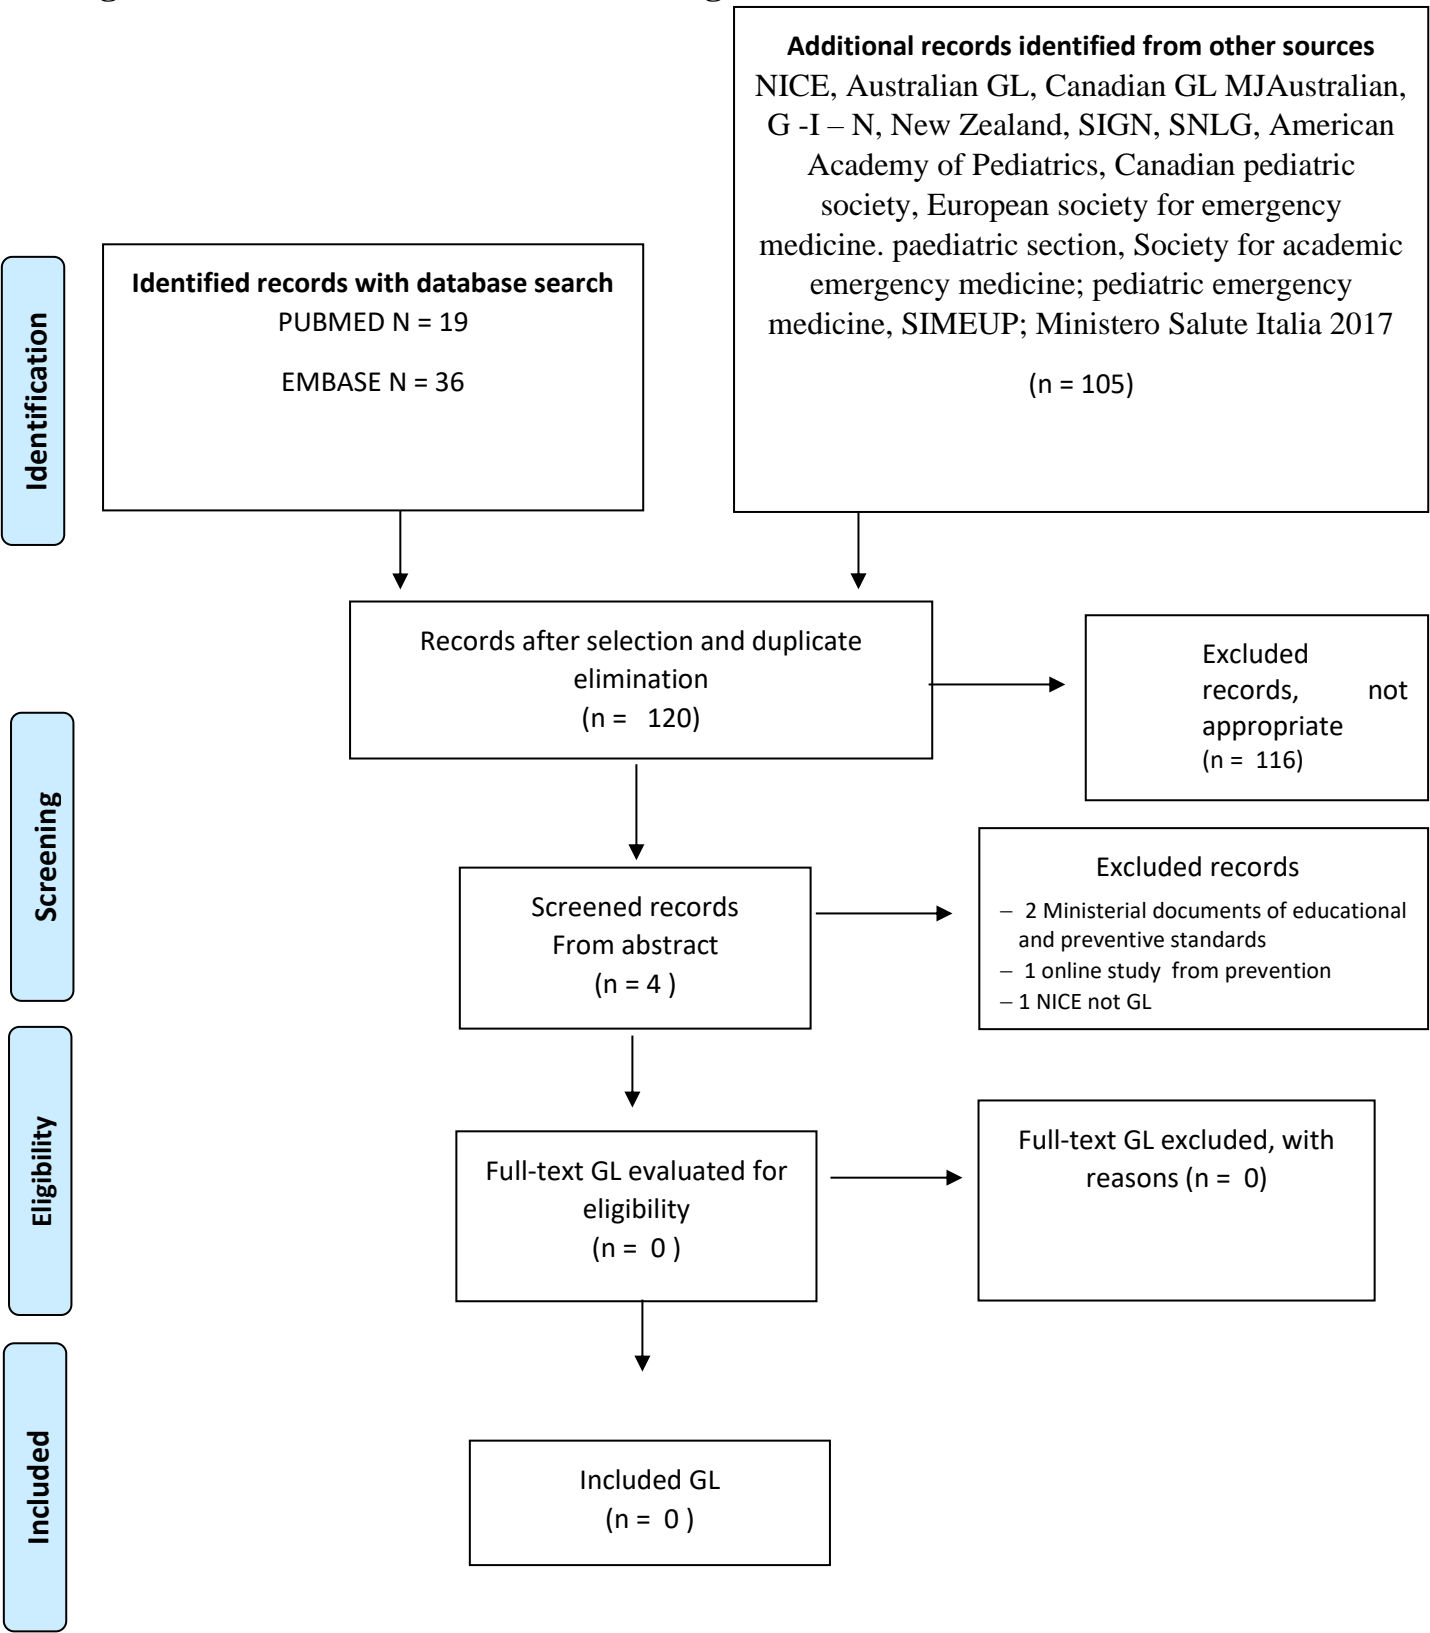 Additional records identified from other sources
NICE, Australian GL, Canadian GL MJAustralian,
G -I – N, New Zealand, SIGN, SNLG, American
Academy of Pediatrics, Canadian pediatric
society, European society for emergency
medicine. paediatric section, Society for academic
emergency medicine; pediatric emergency
medicine, SIMEUP; Ministero Salute Italia 2017
(n = 105)
Identified records with database search
PUBMED N = 19
EMBASE N = 36
Identification
Records after selection and duplicate
elimination
(n = 120)
Excluded
records, not
appropriate
(n = 116)
Screening
Screened records
From abstract
(n = 4 )
Excluded records
– 2 Ministerial documents of educational
and preventive standards
– 1 online study from prevention
– 1 NICE not GL
Eligibility
Full-text GL evaluated for
eligibility
(n = 0 )
Full-text GL excluded, with
reasons (n = 0)
Included
Included GL
(n = 0 )